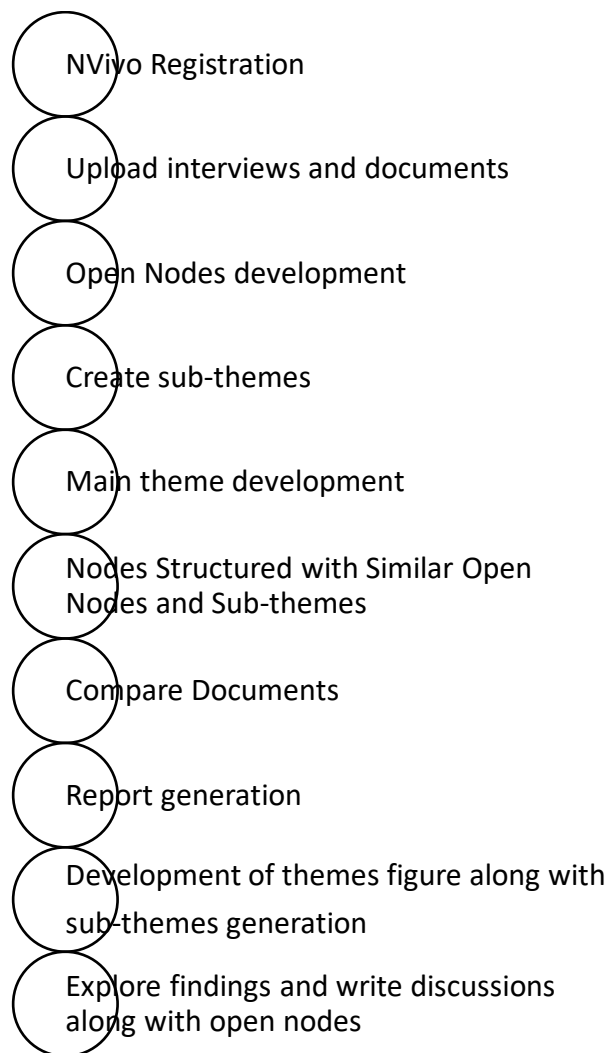 NVivo Registration
Upload interviews and documents
Open Nodes development
Create sub-themes
Main theme development
Nodes Structured with Similar Open
Nodes and Sub-themes
Compare Documents
Report generation
Development of themes figure along with
sub-themes generation
Explore findings and write discussions
along with open nodes